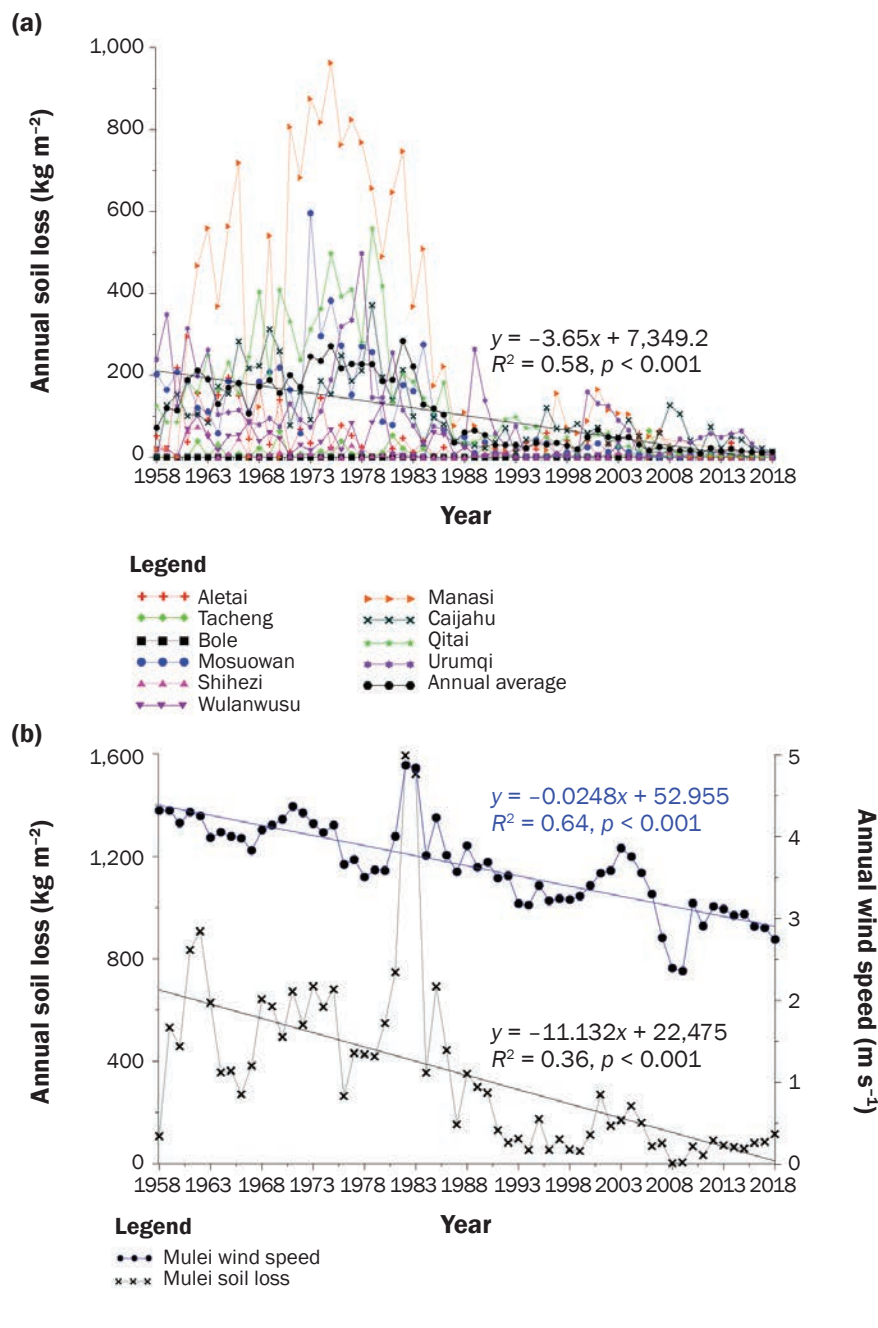 (a)
1,000
800
600
400
200
0
Annual soil loss (kg m⁻²)
y = –3.65x + 7,349.2
R² = 0.58, p < 0.001
1958 1963 1968 1973 1978 1983 1988 1993 1998 2003 2008 2013 2018
Year
Legend
Aletai
Tacheng
Bole
Mosuowan
Shihezi
Wulanwusu
Manasi
Caijahu
Qitai
Urumqi
Annual average
(b)
1,600
1,200
800
400
0
Annual soil loss (kg m⁻²)
5
4
3
2
1
0
Annual wind speed (m s⁻¹)
y = –0.0248x + 52.955
R² = 0.64, p < 0.001
y = –11.132x + 22,475
R² = 0.36, p < 0.001
1958 1963 1968 1973 1978 1983 1988 1993 1998 2003 2008 2013 2018
Year
Legend
Mulei wind speed
Mulei soil loss